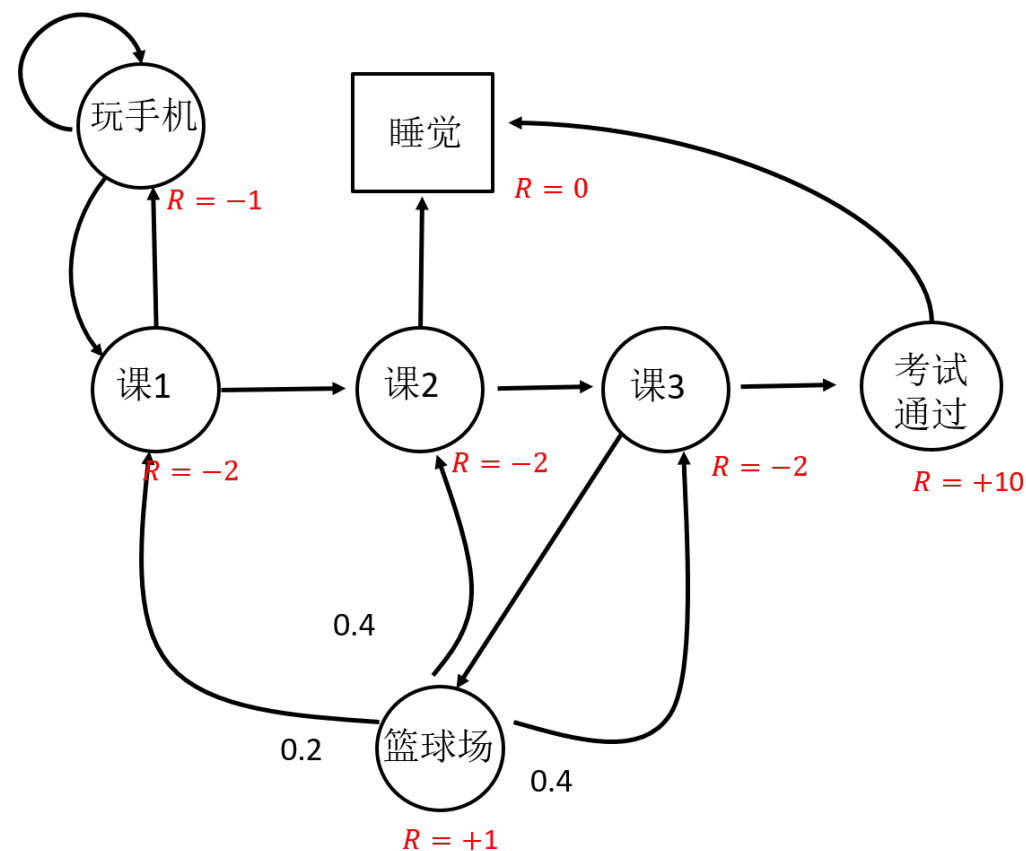 玩手机
睡觉
R = −1
R = 0
课1
课2
课3
考试
通过
R = −2
R = −2
R = −2
R = +10
0.4
0.2
篮球场
0.4
R = +1